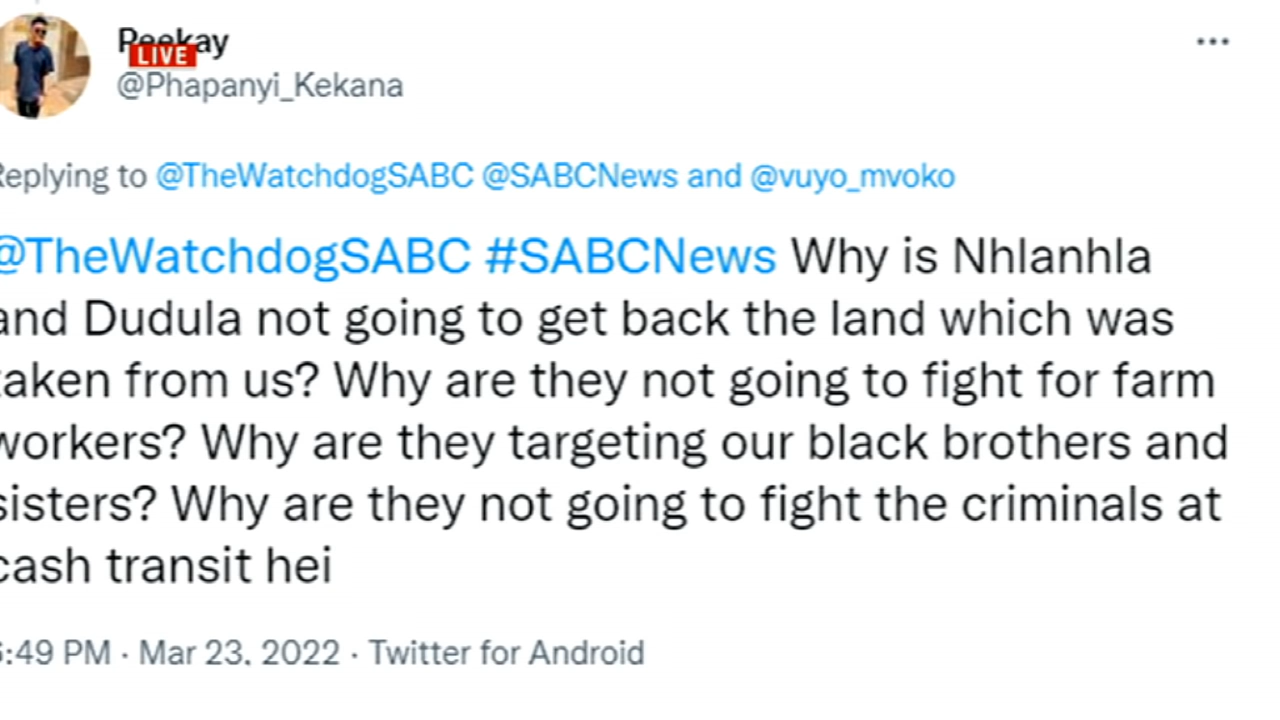 Peekay
LIVE
@Phapanyi_Kekana
Replying to @TheWatchdogSABC @SABCNews and @vuyo_mvoko
@TheWatchdogSABC #SABCNews Why is Nhlanhla
and Dudula not going to get back the land which was
taken from us? Why are they not going to fight for farm
workers? Why are they targeting our black brothers and
sisters? Why are they not going to fight the criminals at
cash transit hei
6:49 PM · Mar 23, 2022 · Twitter for Android